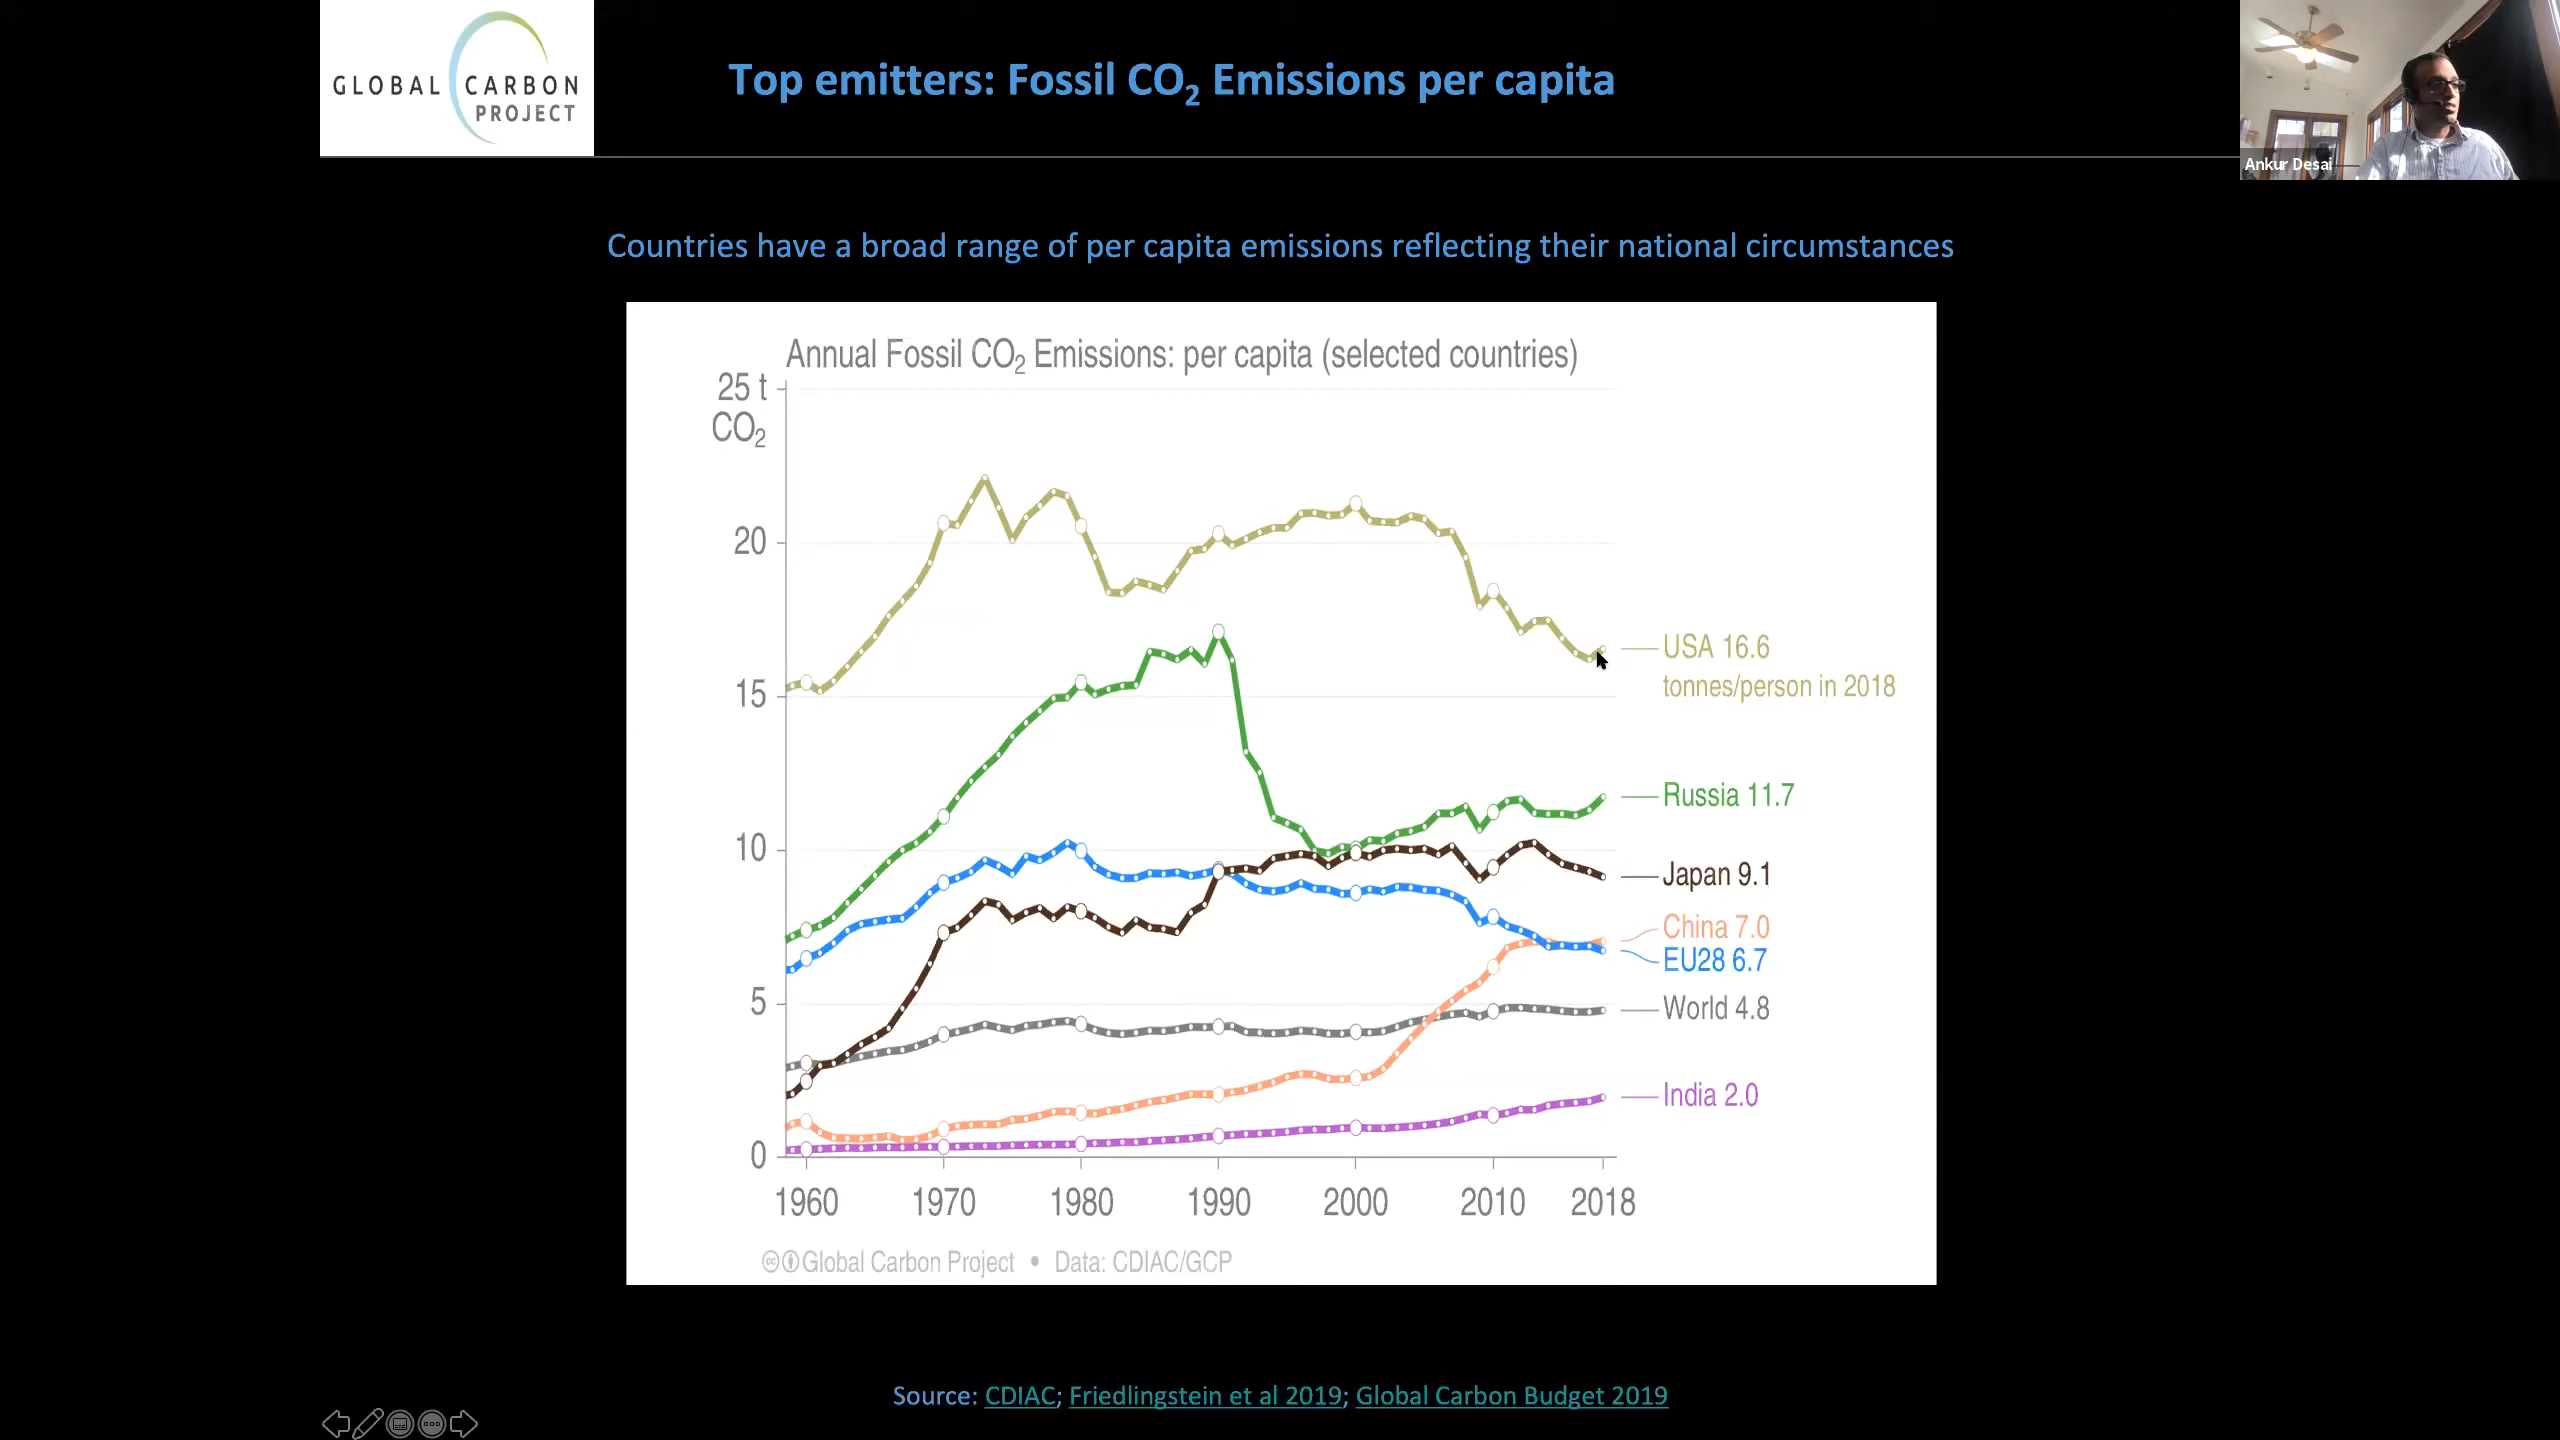 GLOBAL CARBON
PROJECT
Top emitters: Fossil CO₂ Emissions per capita
Ankur Desai
Countries have a broad range of per capita emissions reflecting their national circumstances
Annual Fossil CO₂ Emissions: per capita (selected countries)
25 t
CO₂
20
15
10
5
0
USA 16.6
tonnes/person in 2018
Russia 11.7
Japan 9.1
China 7.0
EU28 6.7
World 4.8
India 2.0
1960 1970 1980 1990 2000 2010 2018
Global Carbon Project • Data: CDIAC/GCP
Source: CDIAC; Friedlingstein et al 2019; Global Carbon Budget 2019